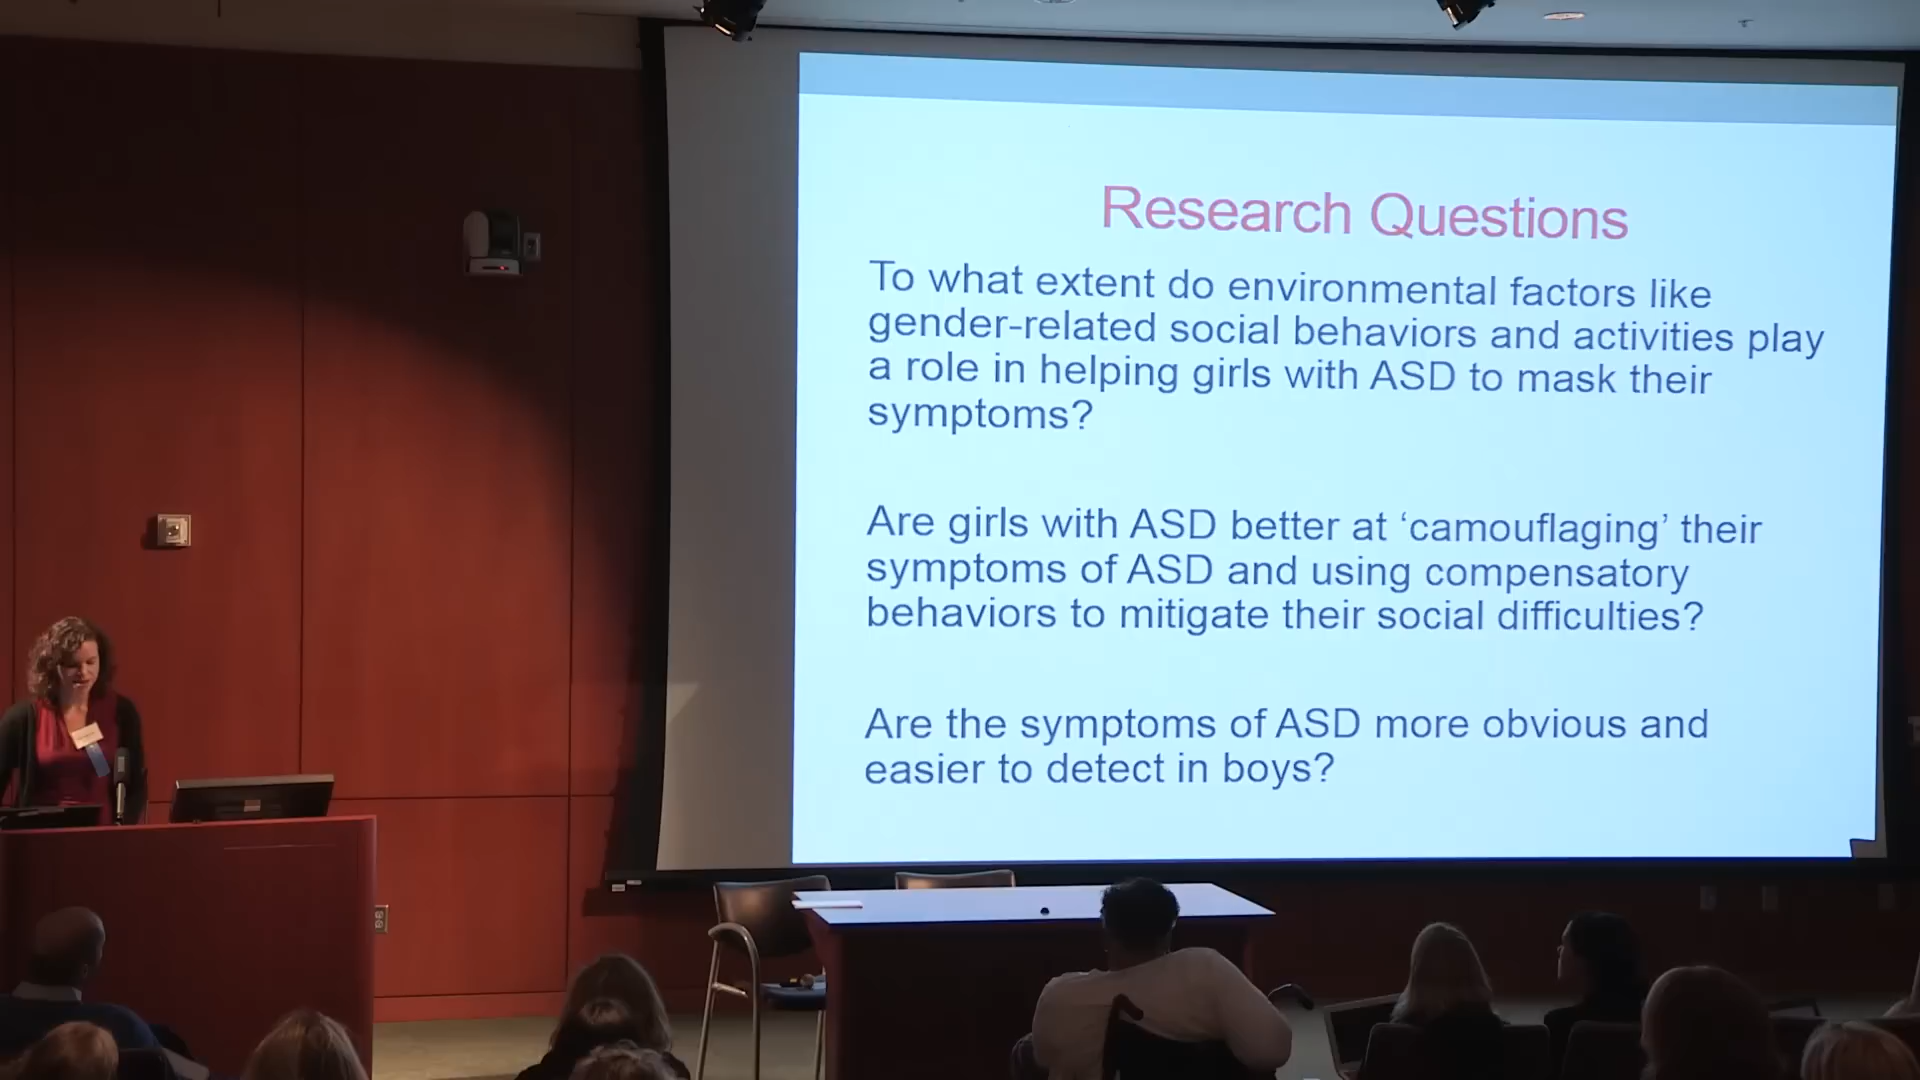 Research Questions
To what extent do environmental factors like
gender-related social behaviors and activities play
a role in helping girls with ASD to mask their
symptoms?
Are girls with ASD better at ‘camouflaging’ their
symptoms of ASD and using compensatory
behaviors to mitigate their social difficulties?
Are the symptoms of ASD more obvious and
easier to detect in boys?